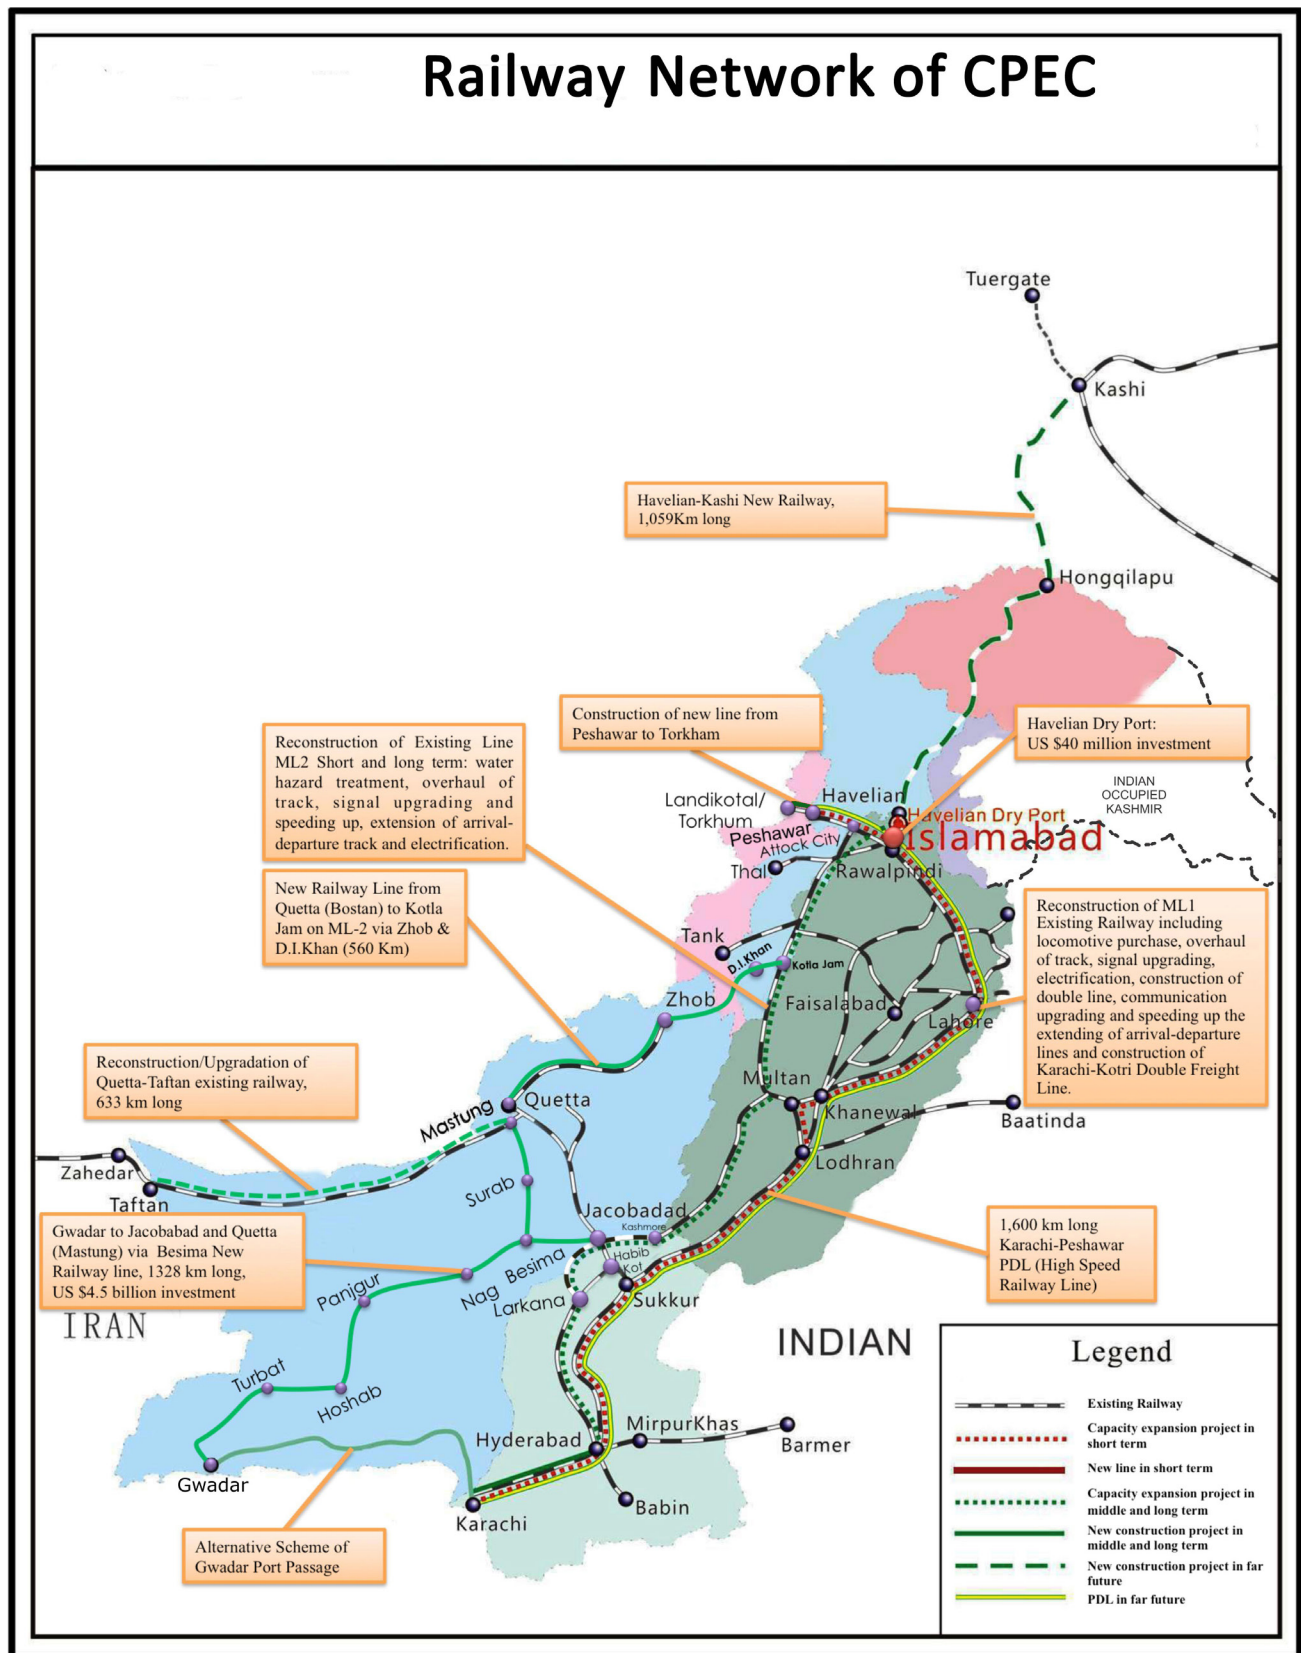 Railway Network of CPEC
Tuergate
Kashi
Havelian-Kashi New Railway,
1,059Km long
Hongqilapu
Construction of new line from
Peshawar to Torkham
Havelian Dry Port:
US $40 million investment
Reconstruction of Existing Line
ML2 Short and long term: water
hazard treatment, overhaul of
track, signal upgrading and
speeding up, extension of arrival-
departure track and electrification.
INDIAN
OCCUPIED
KASHMIR
Landikotal/
Torkhum
Havelian
Havelian Dry Port
Islamabad
Peshawar
Attock City
Thal
Rawalpindi
New Railway Line from
Quetta (Bostan) to Kotla
Jam on ML-2 via Zhob &
D.I.Khan (560 Km)
Reconstruction of ML1
Existing Railway including
locomotive purchase, overhaul
of track, signal upgrading,
electrification, construction of
double line, communication
upgrading and speeding up the
extending of arrival-departure
lines and construction of
Karachi-Kotri Double Freight
Line.
Tank
D.I.Khan
Kotla Jam
Zhob
Faisalabad
Lahore
Reconstruction/Upgradation of
Quetta-Taftan existing railway,
633 km long
Multan
Khanewal
Baatinda
Mastung
Quetta
Lodhran
Zahedar
Taftan
Surab
Gwadar to Jacobabad and Quetta
(Mastung) via Besima New
Railway line, 1328 km long,
US $4.5 billion investment
Jacobadad
Kashmore
1,600 km long
Karachi-Peshawar
PDL (High Speed
Railway Line)
Besima
Habib
Kot
Nag
Panjgur
Larkana
Sukkur
IRAN
INDIAN
Turbat
Hoshab
Hyderabad
MirpurKhas
Barmer
Gwadar
Karachi
Babin
Alternative Scheme of
Gwadar Port Passage
Legend
Existing Railway
Capacity expansion project in
short term
New line in short term
Capacity expansion project in
middle and long term
New construction project in
middle and long term
New construction project in far
future
PDL in far future